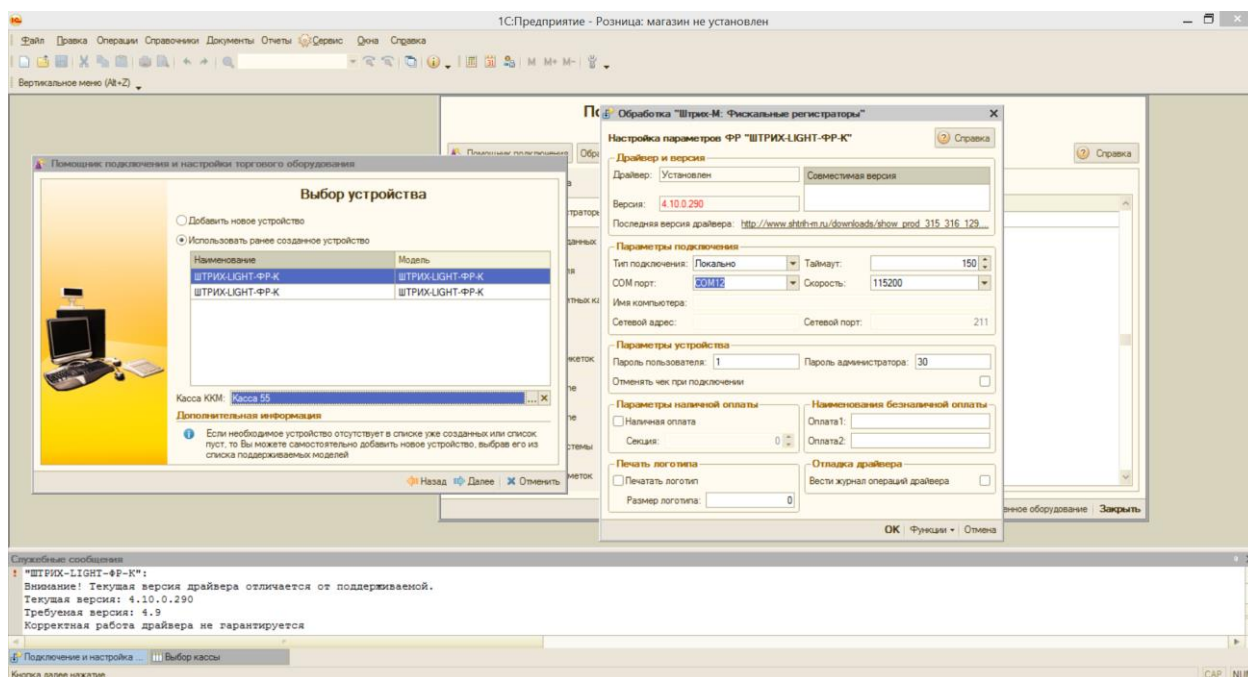 1С:Предприятие - Розница: магазин не установлен
Файл Правка Операции Справочники Документы Отчеты Сервис Окна Справка
M M+ M-
Вертикальное меню (Alt+Z)
Помощник подключения
Справка
Помощник подключения и настройки торгового оборудования
Выбор устройства
Добавить новое устройство
Использовать ранее созданное устройство
Наименование Модель
ШТРИХ-LIGHT-ФР-К ШТРИХ-LIGHT-ФР-К
ШТРИХ-LIGHT-ФР-К ШТРИХ-LIGHT-ФР-К
Касса ККМ: Касса 55 ... X
Дополнительная информация
Если необходимое устройство отсутствует в списке уже созданных или список
пуст, то Вы можете самостоятельно добавить новое устройство, выбрав его из
списка поддерживаемых моделей
Назад Далее Отменить
Обработка "Штрих-М: Фискальные регистраторы"
Настройка параметров ФР "ШТРИХ-LIGHT-ФР-К" Справка
Драйвер и версия
Драйвер: Установлен Совместимая версия
Версия: 4.10.0.290
Последняя версия драйвера: http://www.shtrih-m.ru/downloads/show_prod_315_316_129....
Параметры подключения
Тип подключения: Локально Таймаут: 150
COM порт: COM12 Скорость: 115200
Имя компьютера:
Сетевой адрес: Сетевой порт: 211
Параметры устройства
Пароль пользователя: 1 Пароль администратора: 30
Отменять чек при подключении
Параметры наличной оплаты Наименования безналичной оплаты
Наличная оплата Оплата1:
Секция: 0 Оплата2:
Печать логотипа Отладка драйвера
Печатать логотип Вести журнал операций драйвера
Размер логотипа: 0
OK Функции Отмена
оборудование Закрыть
Служебные сообщения
"ШТРИХ-LIGHT-ФР-К":
Внимание! Текущая версия драйвера отличается от поддерживаемой.
Текущая версия: 4.10.0.290
Требуемая версия: 4.9
Корректная работа драйвера не гарантируется
Подключение и настройка ... Выбор кассы
Кнопка далее нажатие CAP NUM